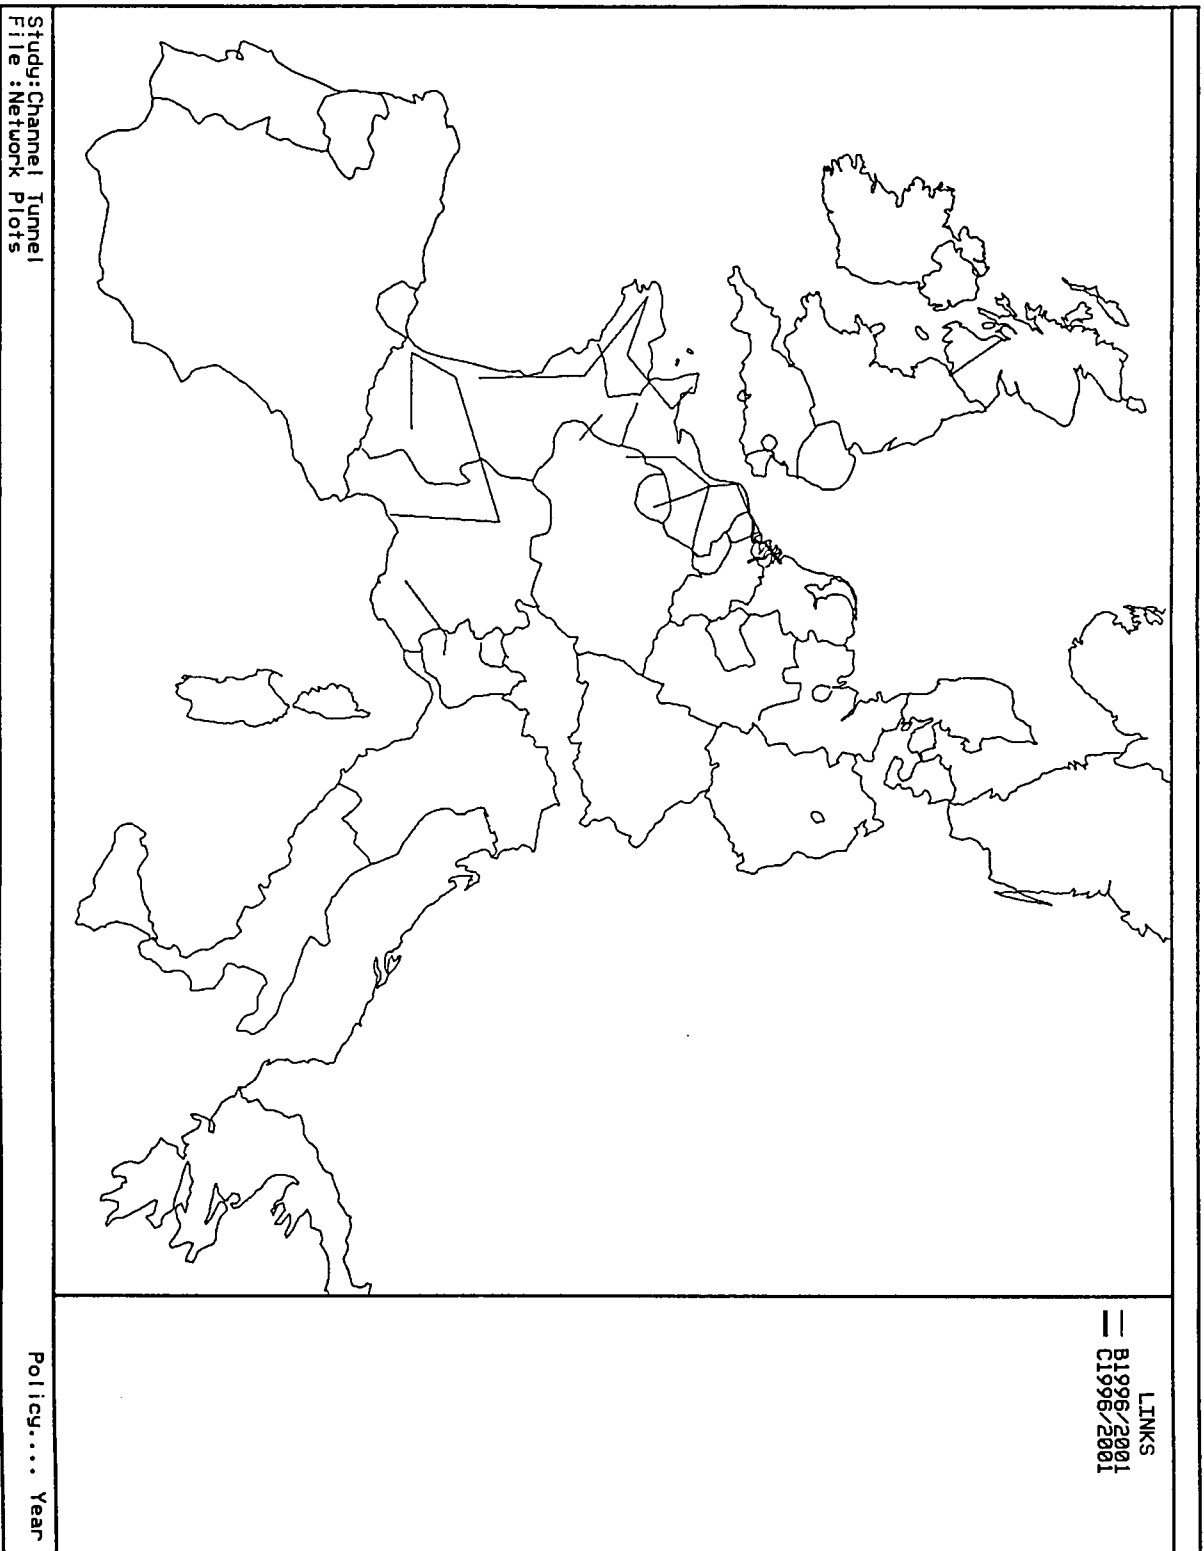 LINKS
B1996/2001
C1996/2001
Study:Channel Tunnel
File :Network Plots
Policy.... Year